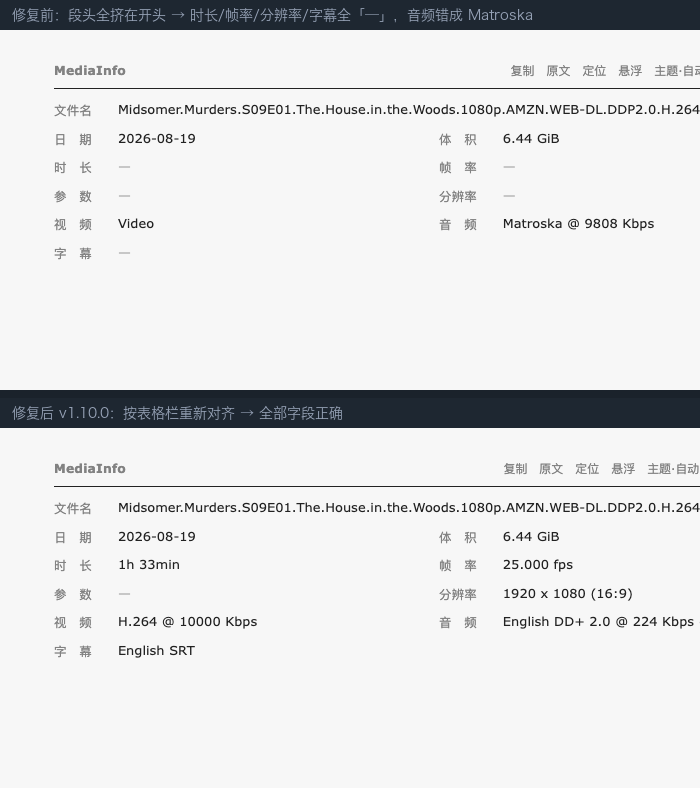 修复前：段头全挤在开头 → 时长/帧率/分辨率/字幕全「—」，音频错成 Matroska
MediaInfo 复制 原文 定位 悬浮 主题·自动
文件名 Midsomer.Murders.S09E01.The.House.in.the.Woods.1080p.AMZN.WEB-DL.DDP2.0.H.264
日 期 2026-08-19 体 积 6.44 GiB
时 长 — 帧 率 —
参 数 — 分辨率 —
视 频 Video 音 频 Matroska @ 9808 Kbps
字 幕 —
修复后 v1.10.0：按表格栏重新对齐 → 全部字段正确
MediaInfo 复制 原文 定位 悬浮 主题·自动
文件名 Midsomer.Murders.S09E01.The.House.in.the.Woods.1080p.AMZN.WEB-DL.DDP2.0.H.264
日 期 2026-08-19 体 积 6.44 GiB
时 长 1h 33min 帧 率 25.000 fps
参 数 — 分辨率 1920 x 1080 (16:9)
视 频 H.264 @ 10000 Kbps 音 频 English DD+ 2.0 @ 224 Kbps
字 幕 English SRT